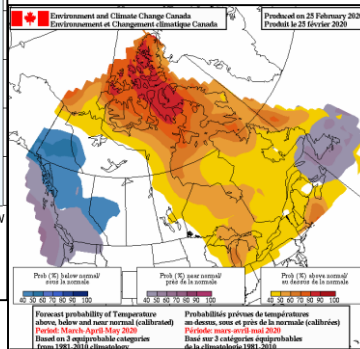 Environment and Climate Change Canada
Environnement et Changement climatique Canada
Produced on 25 February 202
Produit le 25 février 2020
Prob (%) below normal/
sous la normale
40 50 60 70 80 90 100
Prob (%) near normal/
près de la normale
40 50 60 70 80 90 100
Prob (%) above normal/
au dessus de la normale
40 50 60 70 80 90 100
Forecast probability of Temperature
above, below and near normal (calibrated)
Period: March-April-May 2020
Based on 3 equiprobable categories
from 1981-2010 climatology
Probabilités prévues de températures
au-dessus, sous et près de la normale (calibrées)
Période: mars-avril-mai 2020
Basé sur 3 catégories équiprobables
de la climatologie 1981-2010